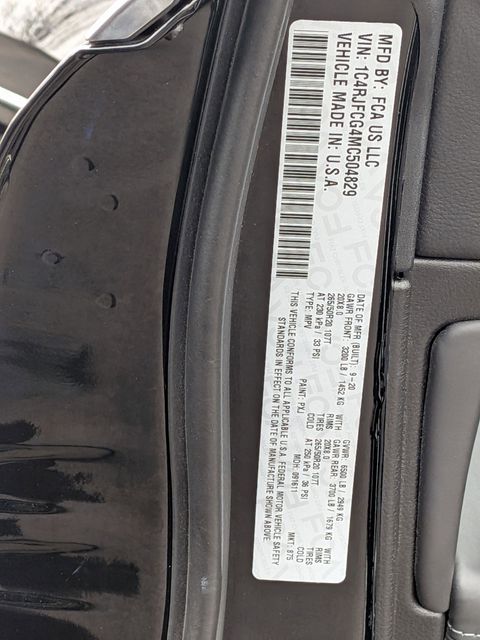 MFD BY: FCA US LLC
VIN: 1C4RJFCG4MC504829
VEHICLE MADE IN: U.S.A.
DATE OF MFR (BUILT): 9-20 GVWR: 6500 LB / 2949 KG
GAWR FRONT: 3200 LB / 1452 KG WITH GAWR REAR: 3700 LB / 1679 KG WITH
20X8.0 RIMS 20X8.0 RIMS
265/50R20 107T TIRES 265/50R20 107T TIRES
AT 230 kPa / 33 PSI COLD AT 250 kPa / 36 PSI COLD
TYPE: MPV PAINT: PXJ MDH: 091611 MKT: 875
THIS VEHICLE CONFORMS TO ALL APPLICABLE U.S.A. FEDERAL MOTOR VEHICLE SAFETY
STANDARDS IN EFFECT ON THE DATE OF MANUFACTURE SHOWN ABOVE